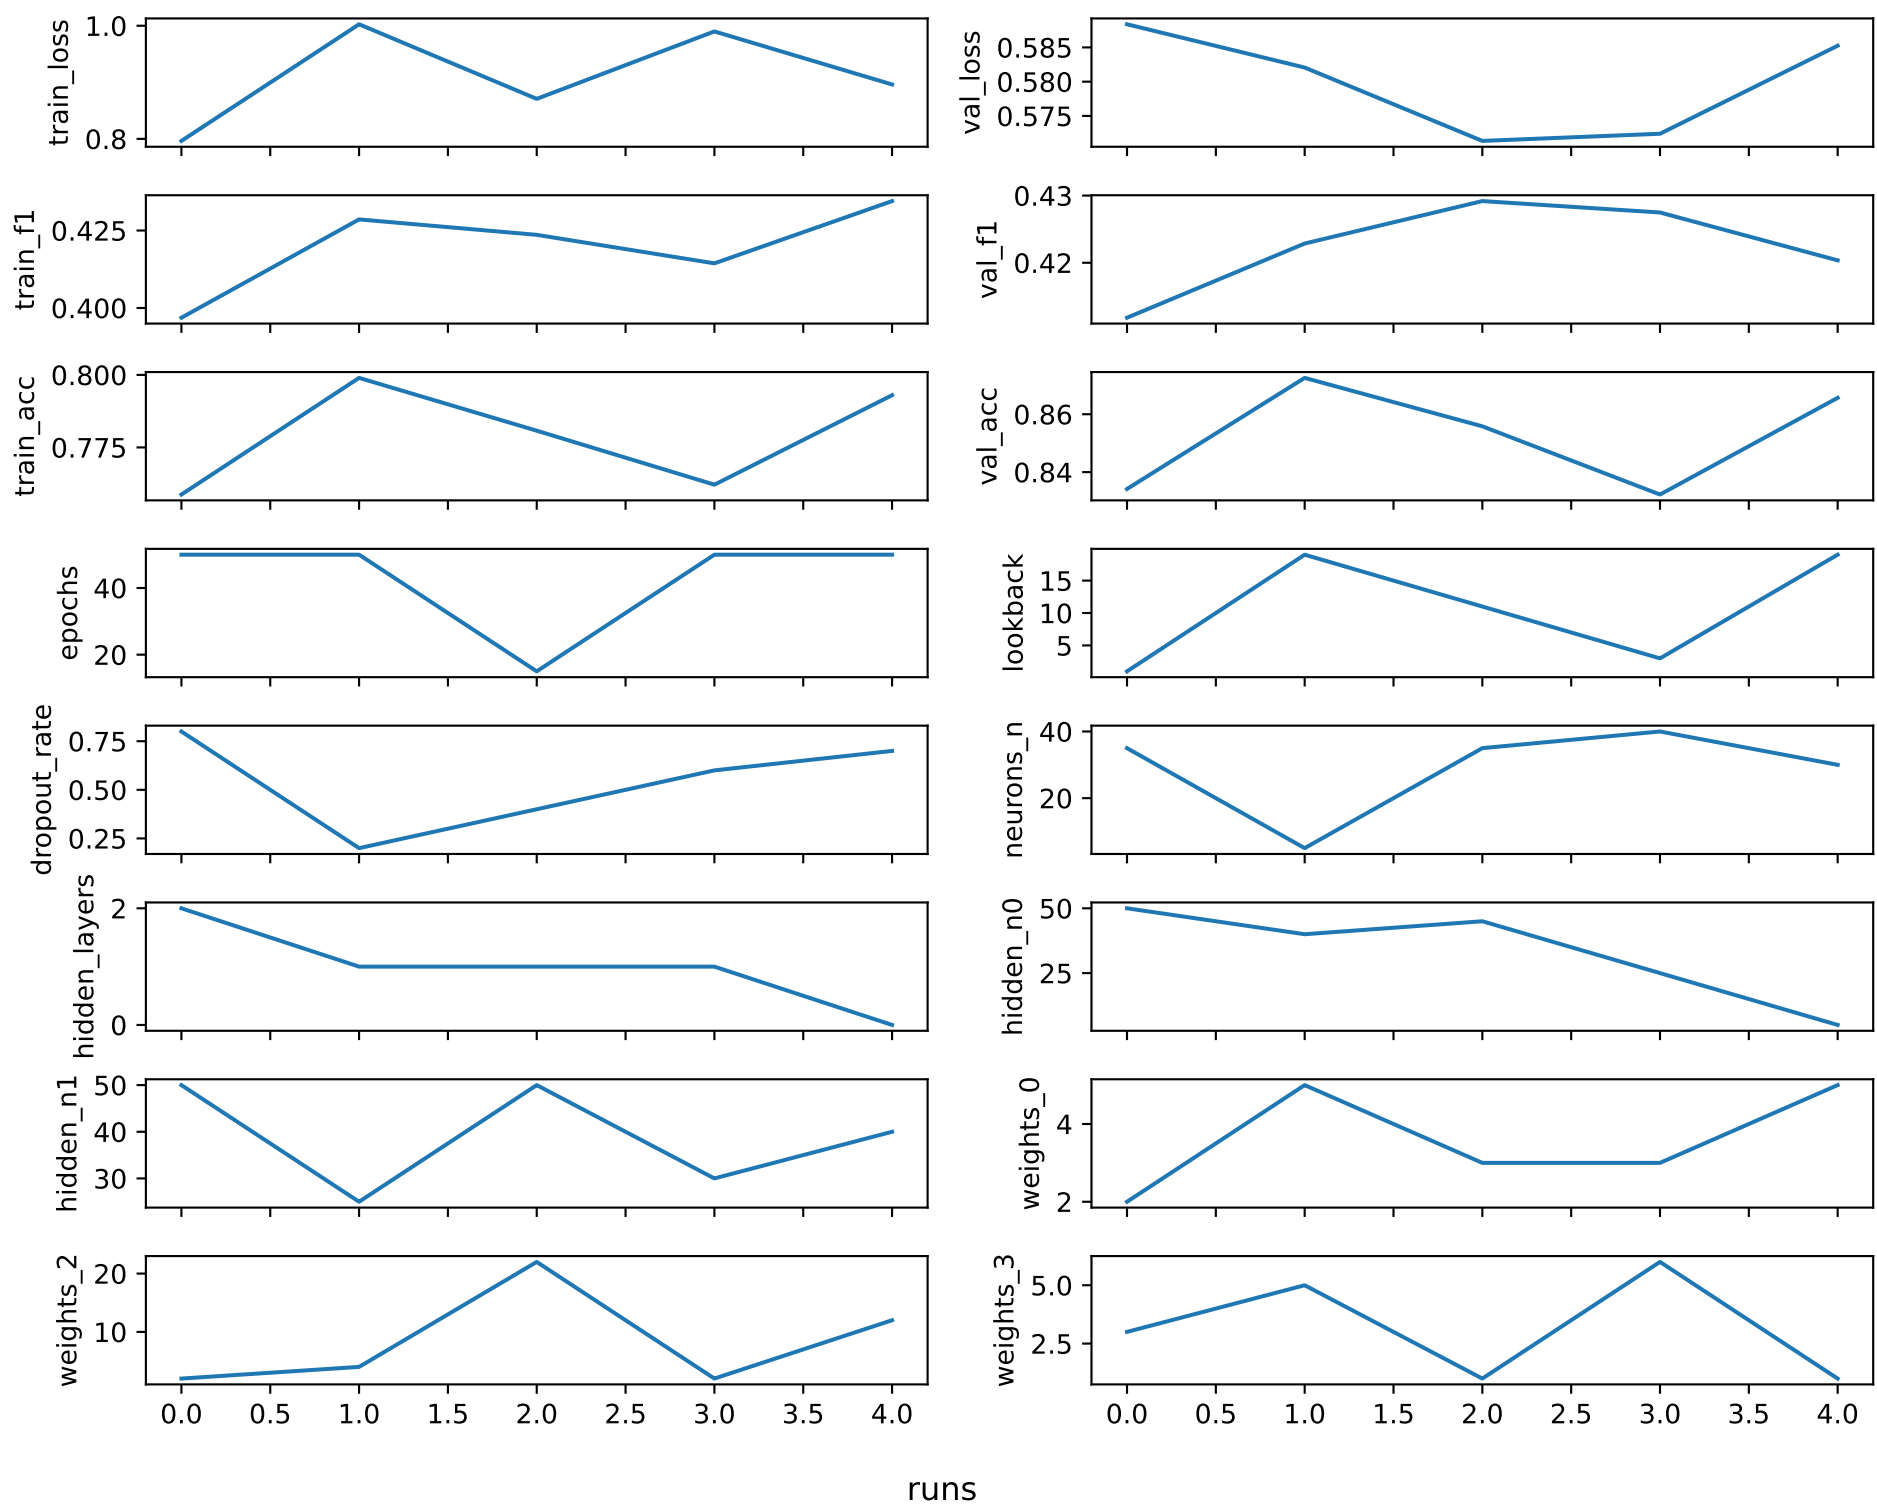 train_loss
1.0
0.8
val_loss
0.585
0.580
0.575
train_f1
0.425
0.400
val_f1
0.43
0.42
train_acc
0.800
0.775
val_acc
0.86
0.84
epochs
40
20
lookback
15
10
5
dropout_rate
0.75
0.50
0.25
neurons_n
40
20
hidden_layers
2
0
hidden_n0
50
25
hidden_n1
50
40
30
weights_0
4
2
weights_2
20
10
0.0 0.5 1.0 1.5 2.0 2.5 3.0 3.5 4.0
weights_3
5.0
2.5
0.0 0.5 1.0 1.5 2.0 2.5 3.0 3.5 4.0
runs